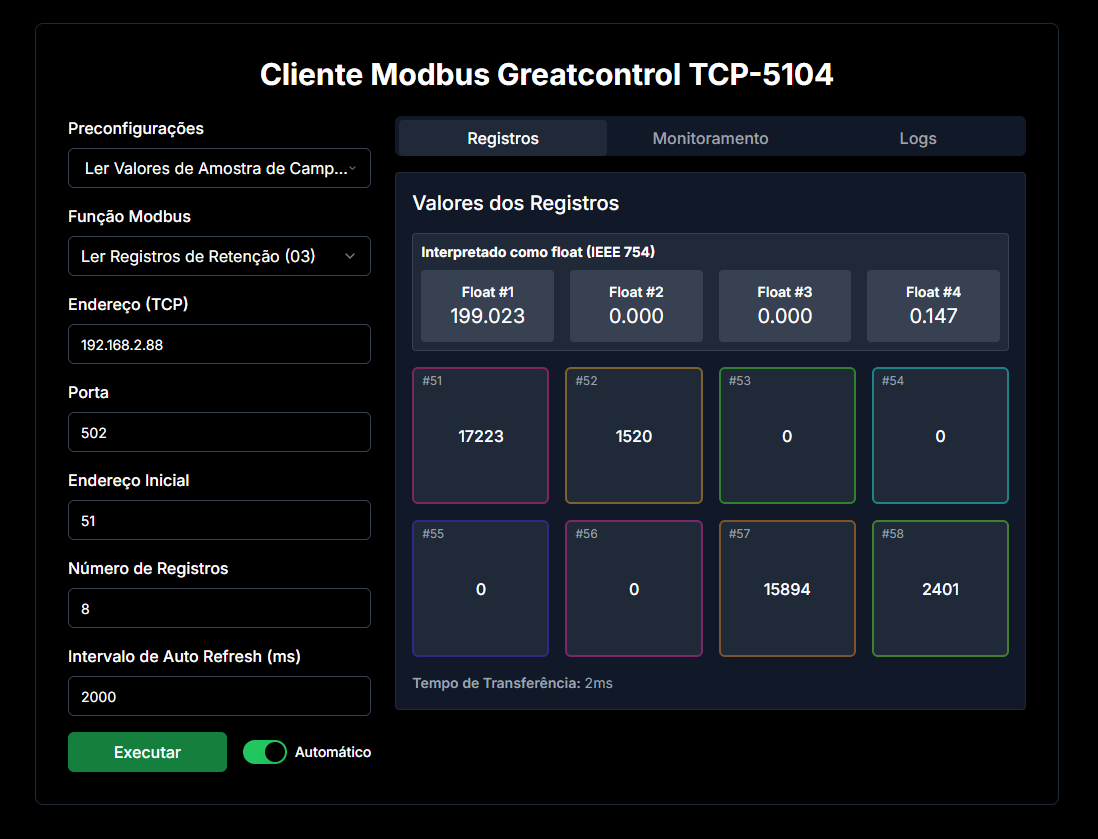 Cliente Modbus Greatcontrol TCP-5104
Preconfigurações
Ler Valores de Amostra de Camp...
Função Modbus
Ler Registros de Retenção (03)
Endereço (TCP)
192.168.2.88
Porta
502
Endereço Inicial
51
Número de Registros
8
Intervalo de Auto Refresh (ms)
2000
Executar
Automático
Registros Monitoramento Logs
Valores dos Registros
Interpretado como float (IEEE 754)
Float #1 Float #2 Float #3 Float #4
199.023 0.000 0.000 0.147
#51 #52 #53 #54
17223 1520 0 0
#55 #56 #57 #58
0 0 15894 2401
Tempo de Transferência: 2ms